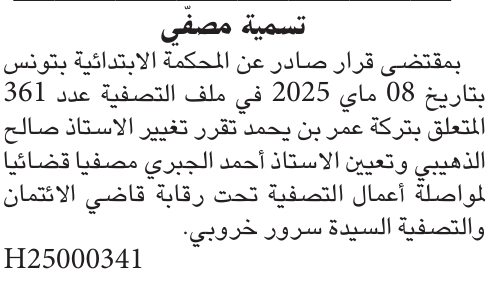 تسمية مصفّي
بمقتضى قرار صادر عن المحكمة الابتدائية بتونس
بتاريخ 08 ماي 2025 في ملف التصفية عدد 361
المتعلق بتركة عمر بن يحمد تقرر تغيير الاستاذ صالح
الذهيبي وتعيين الاستاذ أحمد الجبري مصفيا قضائيا
لمواصلة أعمال التصفية تحت رقابة قاضي الائتمان
والتصفية السيدة سرور خروبي.
H25000341